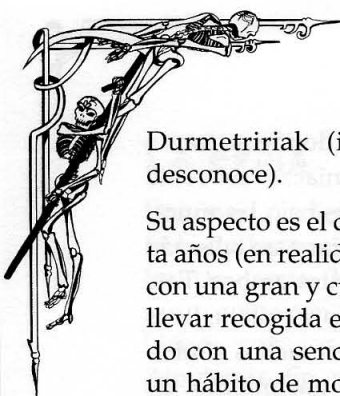 Durmetririak (i
desconoce).
Su aspecto es el d
ta años (en realid
con una gran y cu
llevar recogida e
do con una senc
un hábito de mo